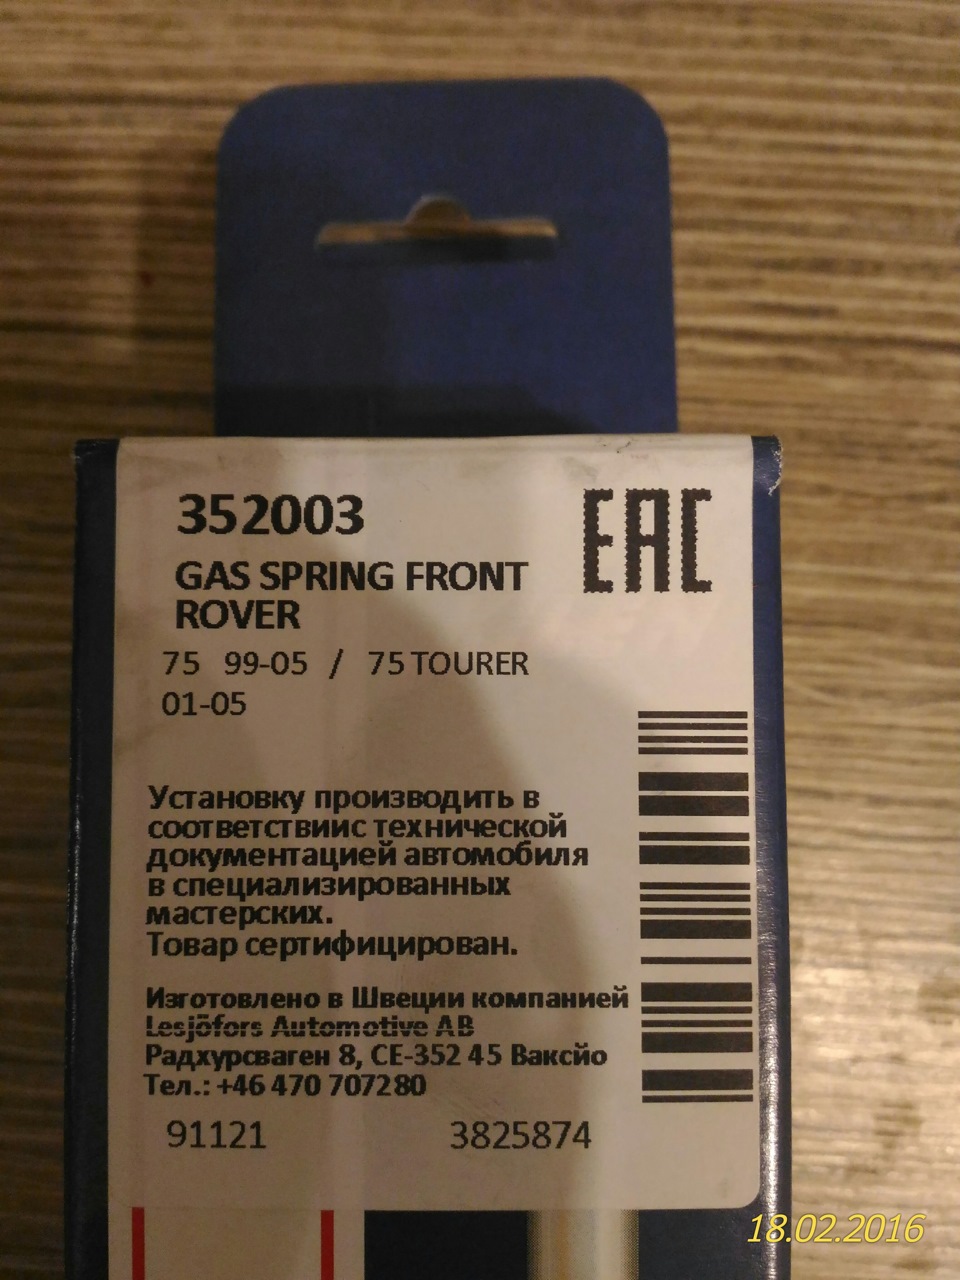 352003
EAC
GAS SPRING FRONT
ROVER
75 99-05 / 75 TOURER
01-05
Установку производить в
соответствиис технической
документацией автомобиля
в специализированных
мастерских.
Товар сертифицирован.
Изготовлено в Швеции компанией
Lesjöfors Automotive AB
Радхурсваген 8, СЕ-352 45 Ваксйо
Тел.: +46 470 707280
91121 3825874
18.02.2016